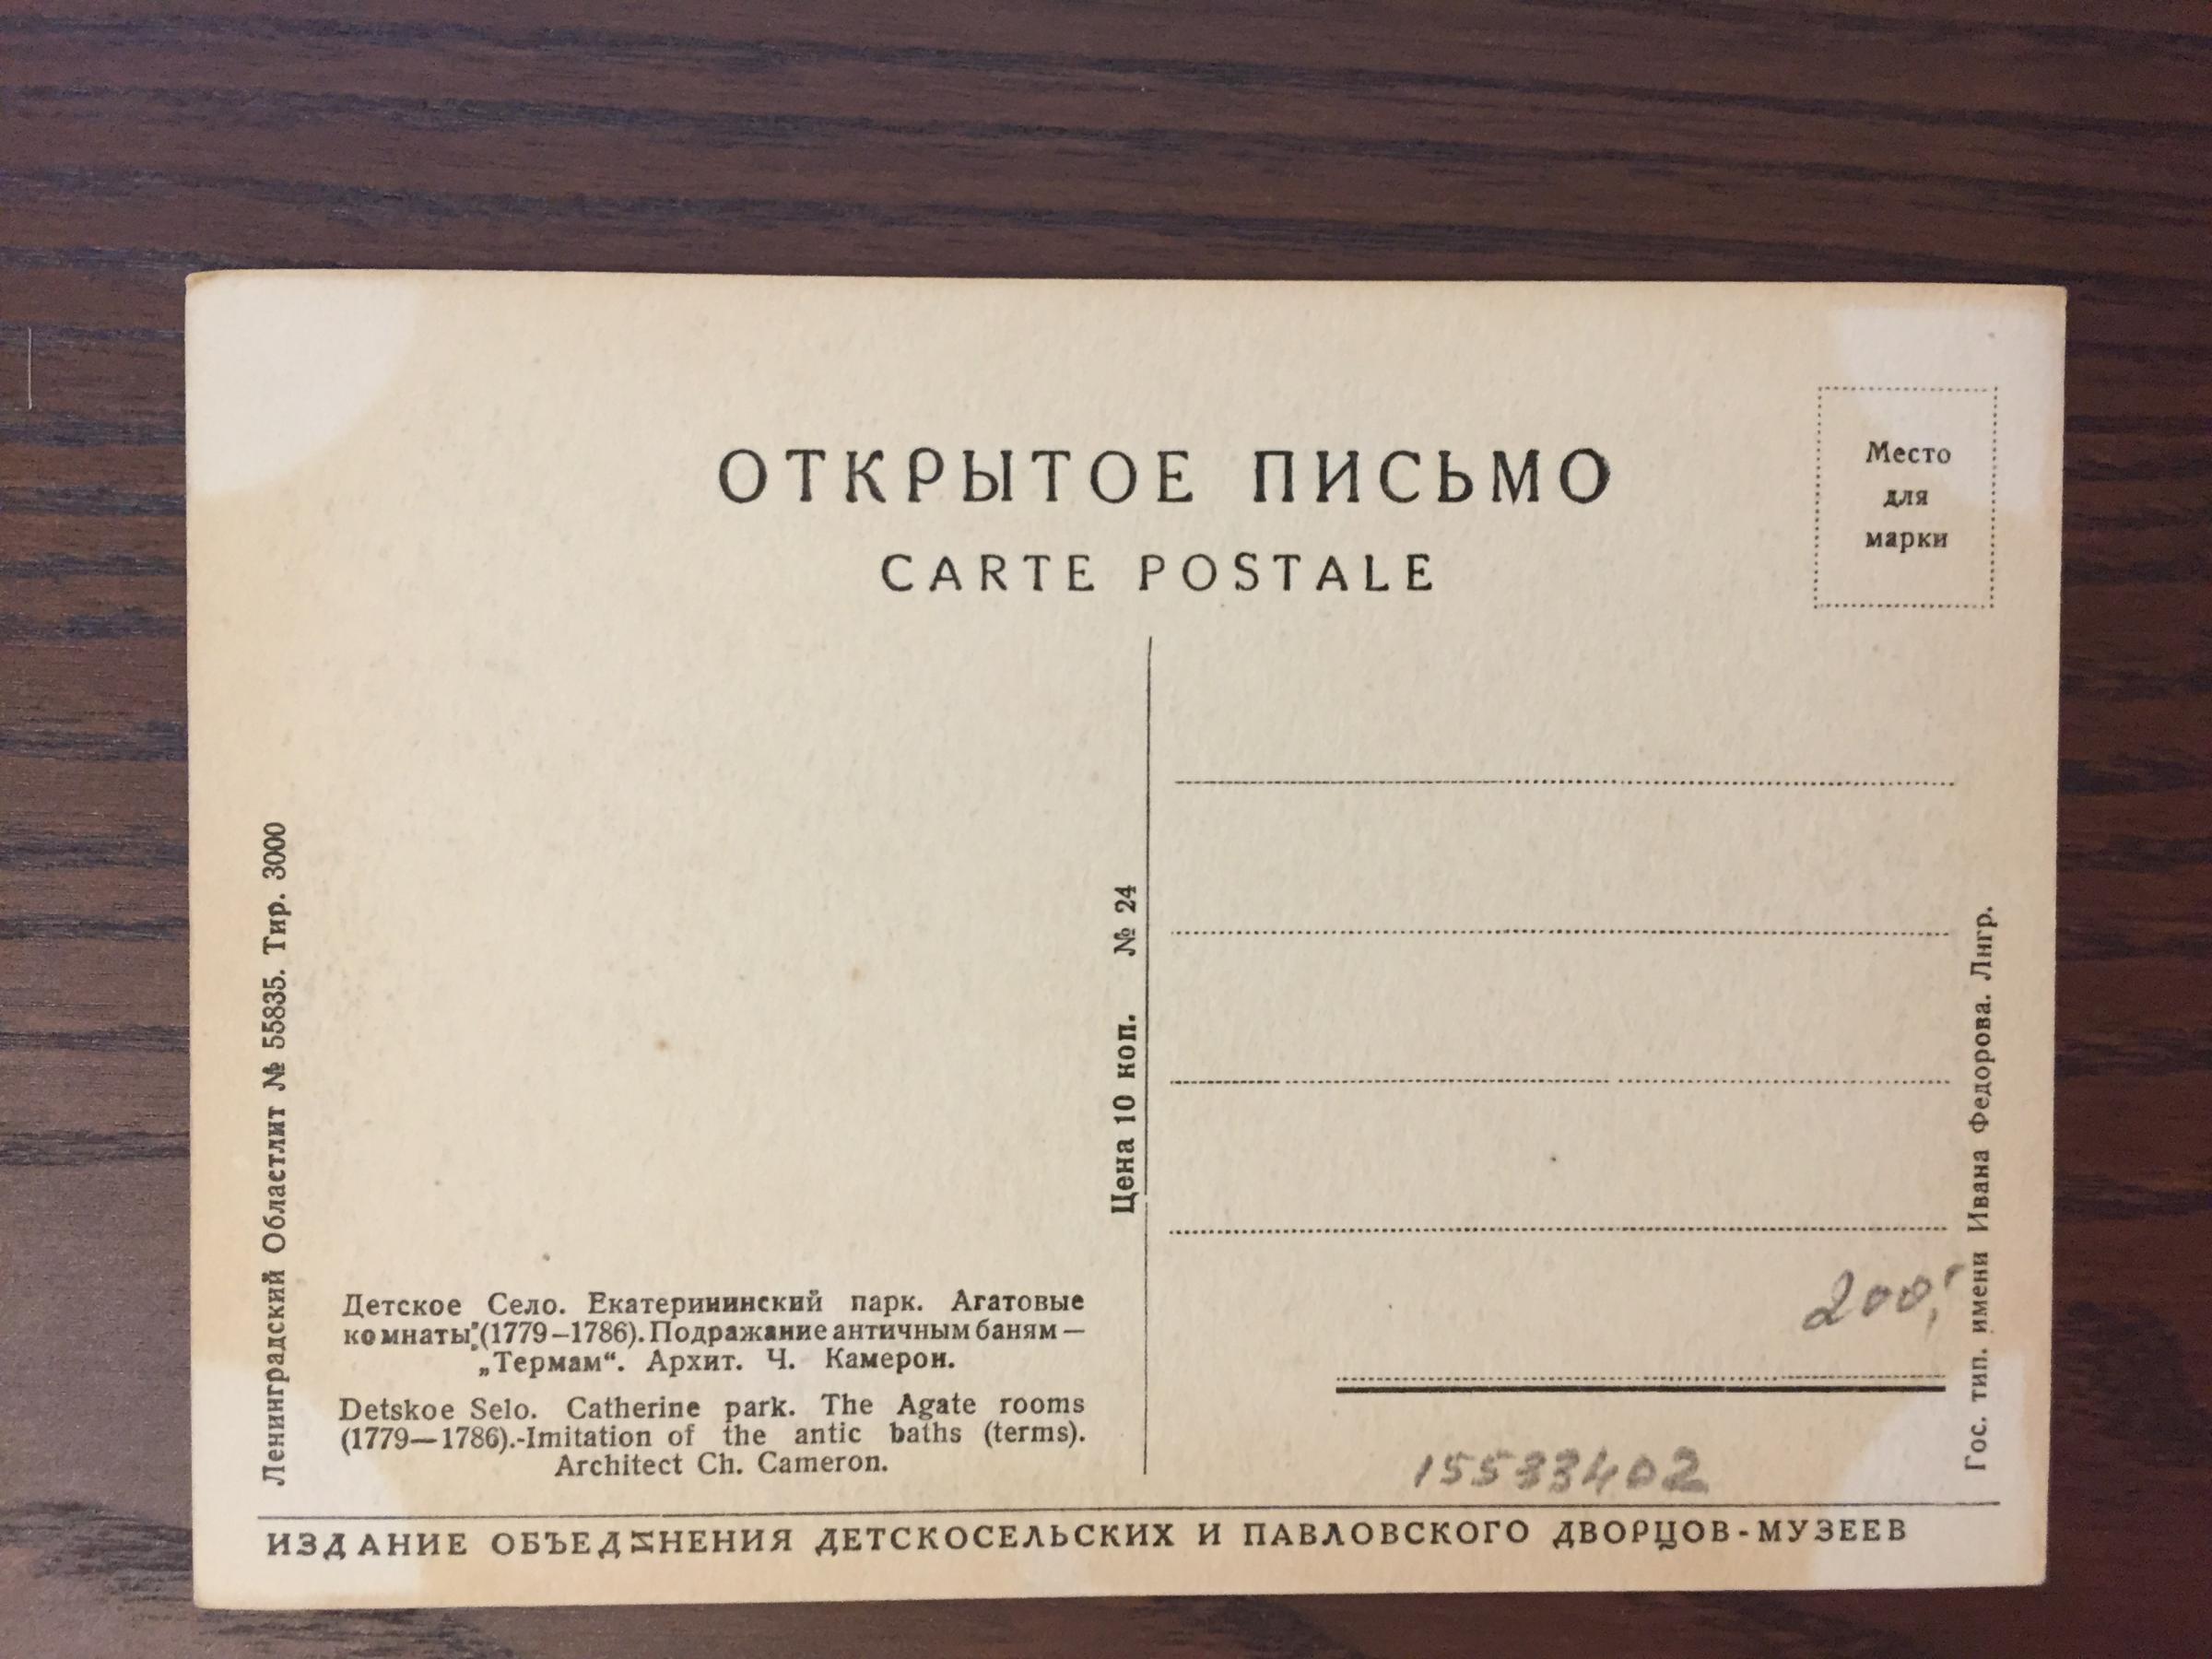 ОТКРЫТОЕ ПИСЬМО
CARTE POSTALE
Место
для
марки
Ленинградский Областлит № 55835. Тир. 3000
Цена 10 коп. № 24
Гос. тип. имени Ивана Федорова. Лнгр.
Детское Село. Екатерининский парк. Агатовые
комнаты" (1779–1786). Подражание античным баням —
„Термам“. Архит. Ч. Камерон.
Detskoe Selo. Catherine park. The Agate rooms
(1779—1786).-Imitation of the antic baths (terms).
Architect Ch. Cameron.
200,-
15533402
ИЗДАНИЕ ОБЪЕДИНЕНИЯ ДЕТСКОСЕЛЬСКИХ И ПАВЛОВСКОГО ДВОРЦОВ-МУЗЕЕВ